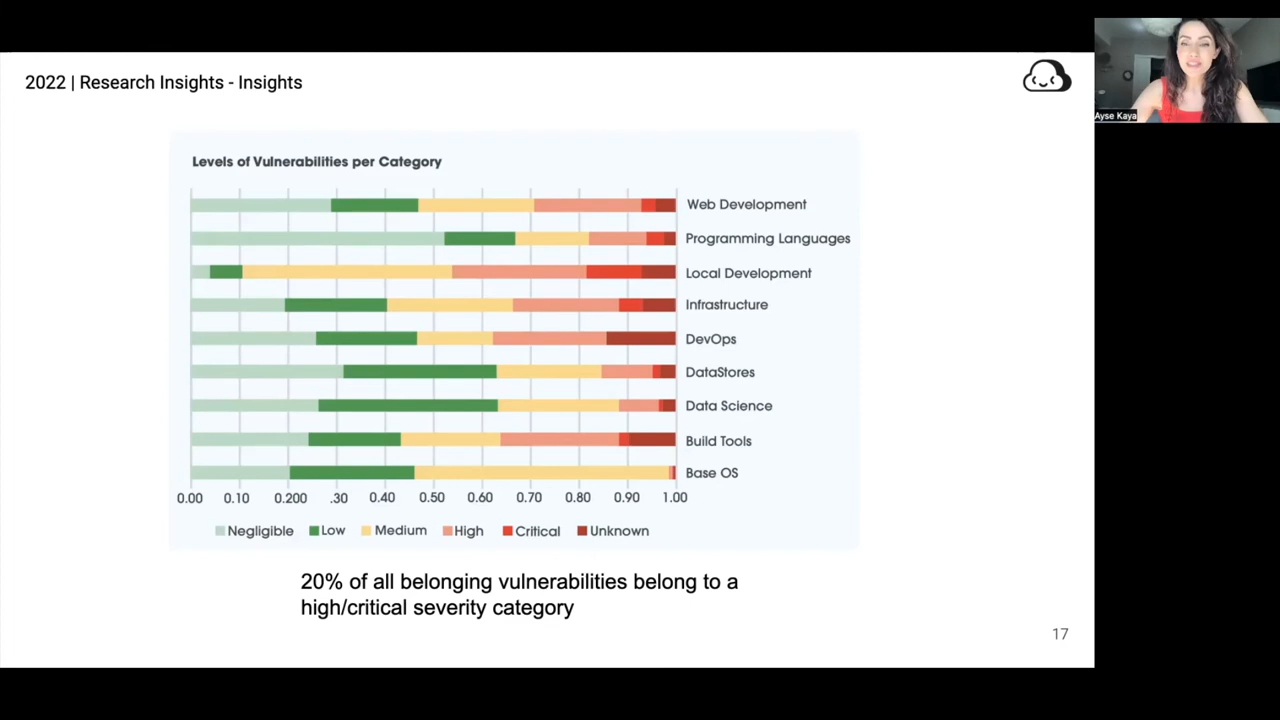 2022 | Research Insights - Insights
Ayse Kaya
Levels of Vulnerabilities per Category
Web Development
Programming Languages
Local Development
Infrastructure
DevOps
DataStores
Data Science
Build Tools
Base OS
0.00 0.10 0.200 .30 0.40 0.50 0.60 0.70 0.80 0.90 1.00
Negligible Low Medium High Critical Unknown
20% of all belonging vulnerabilities belong to a
high/critical severity category
17